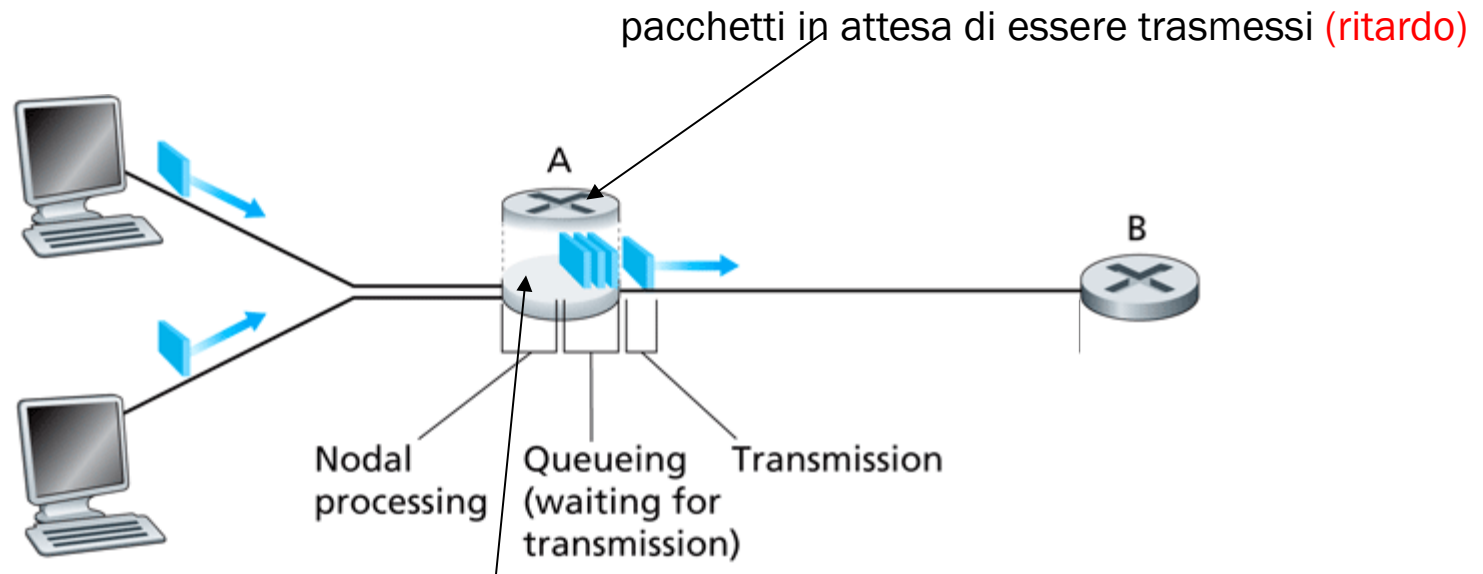 pacchetti in attesa di essere trasmessi (ritardo)
A
B
Nodal
processing
Queueing
(waiting for
transmission)
Transmission